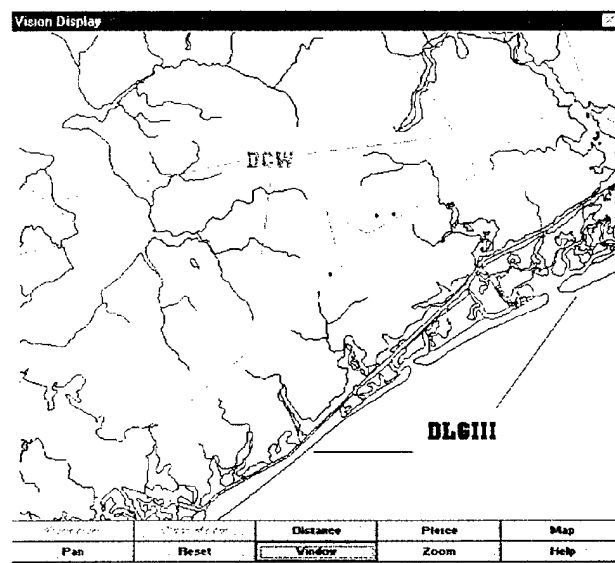 Vision Display
DCW
DLGIII
Distance Pierce Map
Pan Reset Window Zoom Help